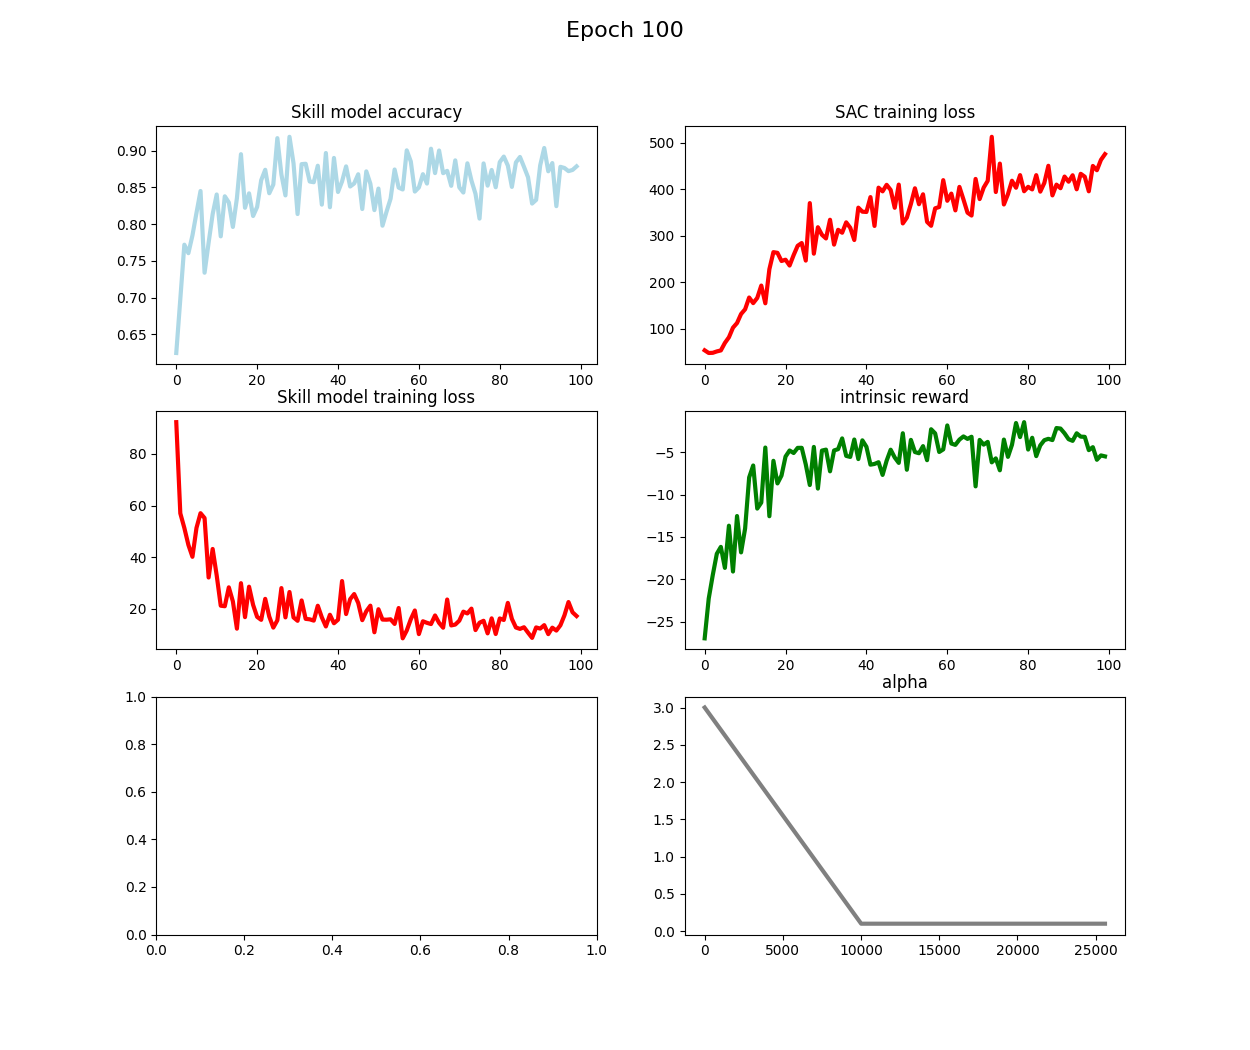 Epoch 100
Skill model accuracy
0.90
0.85
0.80
0.75
0.70
0.65
0 20 40 60 80 100
SAC training loss
500
400
300
200
100
0 20 40 60 80 100
Skill model training loss
80
60
40
20
0 20 40 60 80 100
intrinsic reward
−5
−10
−15
−20
−25
0 20 40 60 80 100
1.0
0.8
0.6
0.4
0.2
0.0
0.0 0.2 0.4 0.6 0.8 1.0
alpha
3.0
2.5
2.0
1.5
1.0
0.5
0.0
0 5000 10000 15000 20000 25000